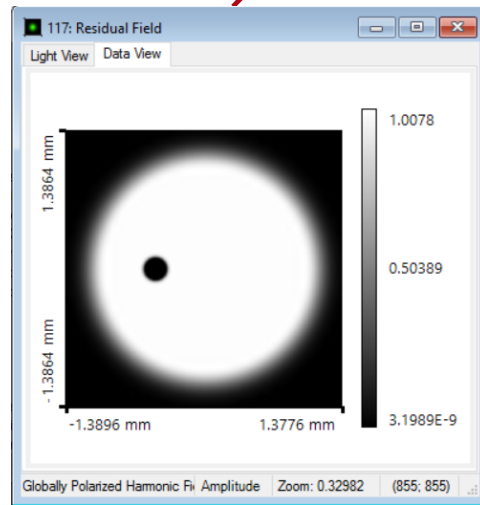 117: Residual Field
Light View Data View
1.0078
1.3864 mm
0.50389
-1.3864 mm
3.1989E-9
-1.3896 mm 1.3776 mm
Globally Polarized Harmonic Fi Amplitude Zoom: 0.32982 (855; 855)